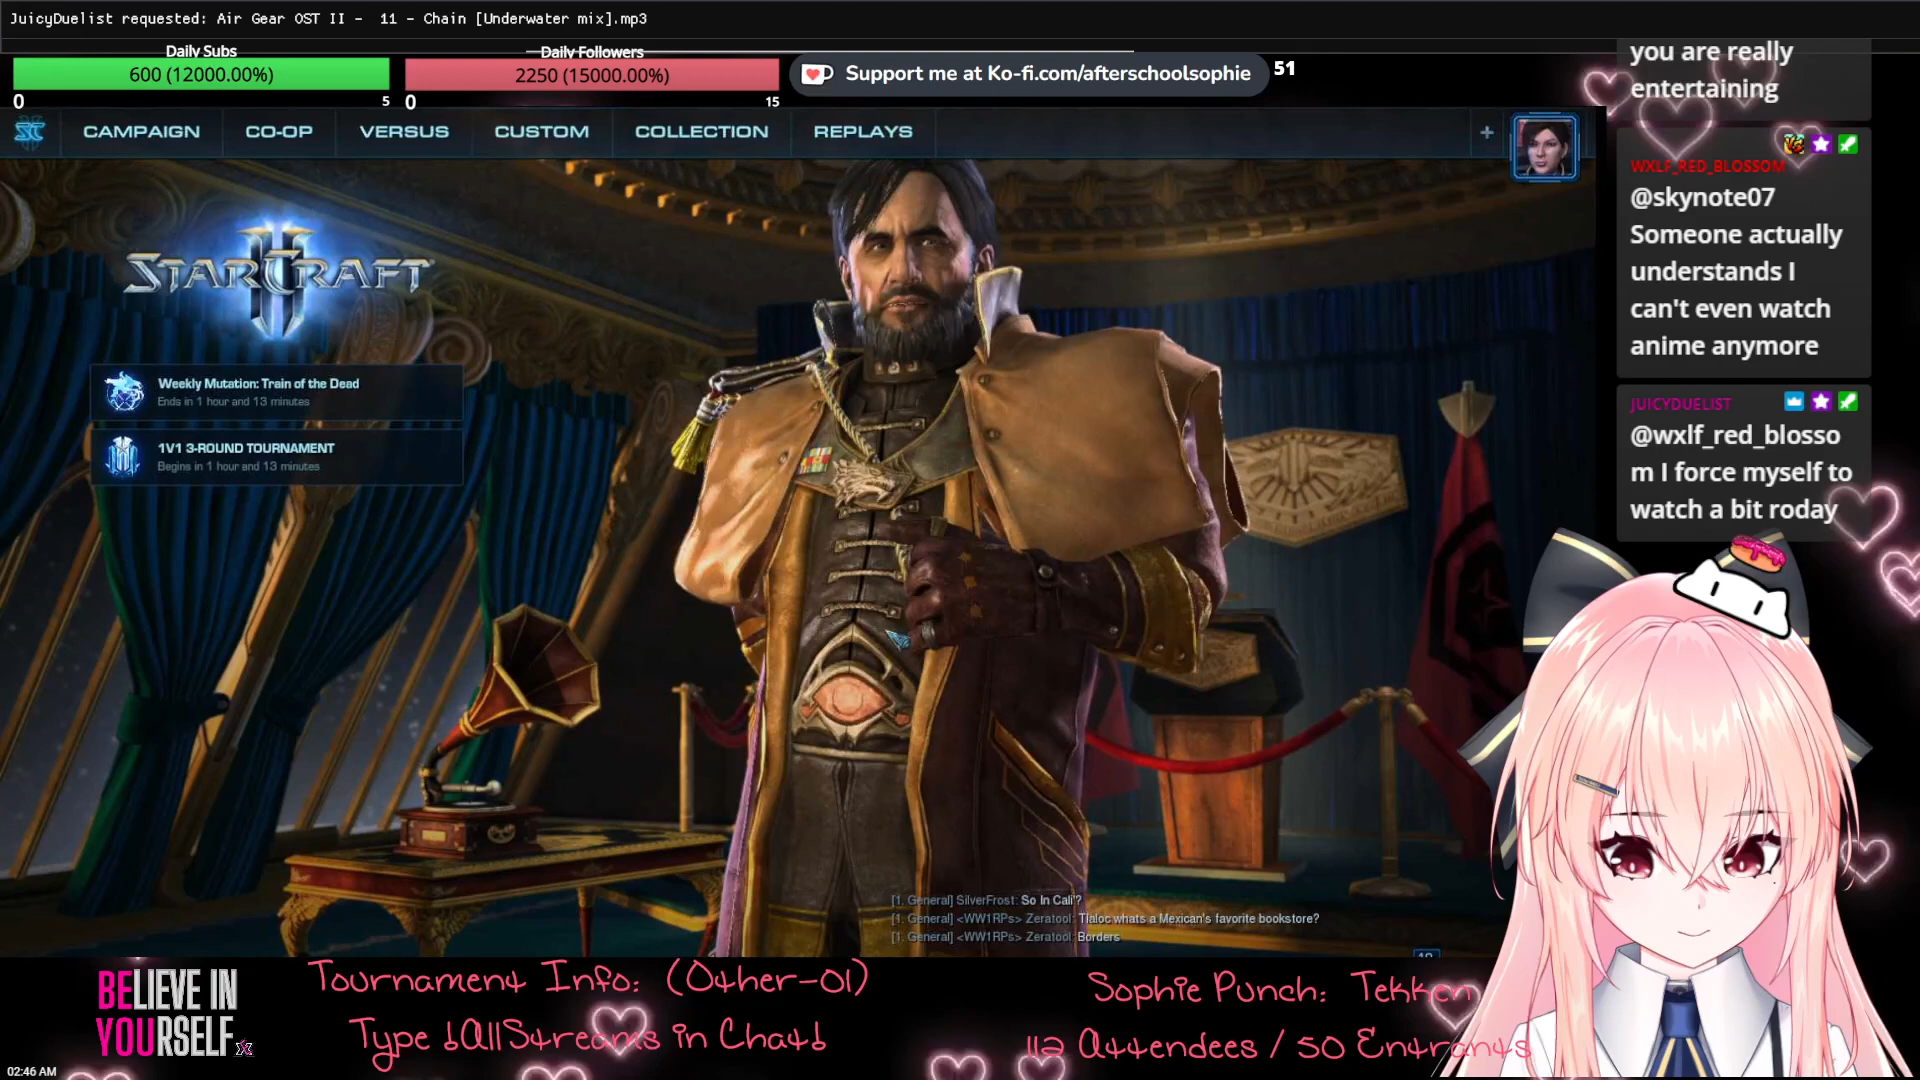 JuicyDuelist requested: Air Gear OST II -  11 - Chain [Underwater mix].mp3
Daily Subs
600 (12000.00%)
0
5
Daily Followers
2250 (15000.00%)
0
15
Support me at Ko-fi.com/afterschoolsophie
51
CAMPAIGN
CO-OP
VERSUS
CUSTOM
COLLECTION
REPLAYS
+
STARCRAFT
II
Weekly Mutation: Train of the Dead
Ends in 1 hour and 13 minutes
1V1 3-ROUND TOURNAMENT
Begins in 1 hour and 13 minutes
you are really
entertaining
WXLF_RED_BLOSSOM
@skynote07
Someone actually
understands I
can't even watch
anime anymore
JUICYDUELIST
@wxlf_red_blosso
m I force myself to
watch a bit roday
[1. General] SilverFrost: So In Cali?
[1. General] <WW1RPs> Zeratool: Tlaloc whats a Mexican's favorite bookstore?
[1. General] <WW1RPs> Zeratool: Borders
BELIEVE IN
YOURSELF
Tournament Info: (Other-01)
Type !AllStreams in Chat!
Sophie Punch: Tekken
112 Attendees / 50 Entrants
02:46 AM